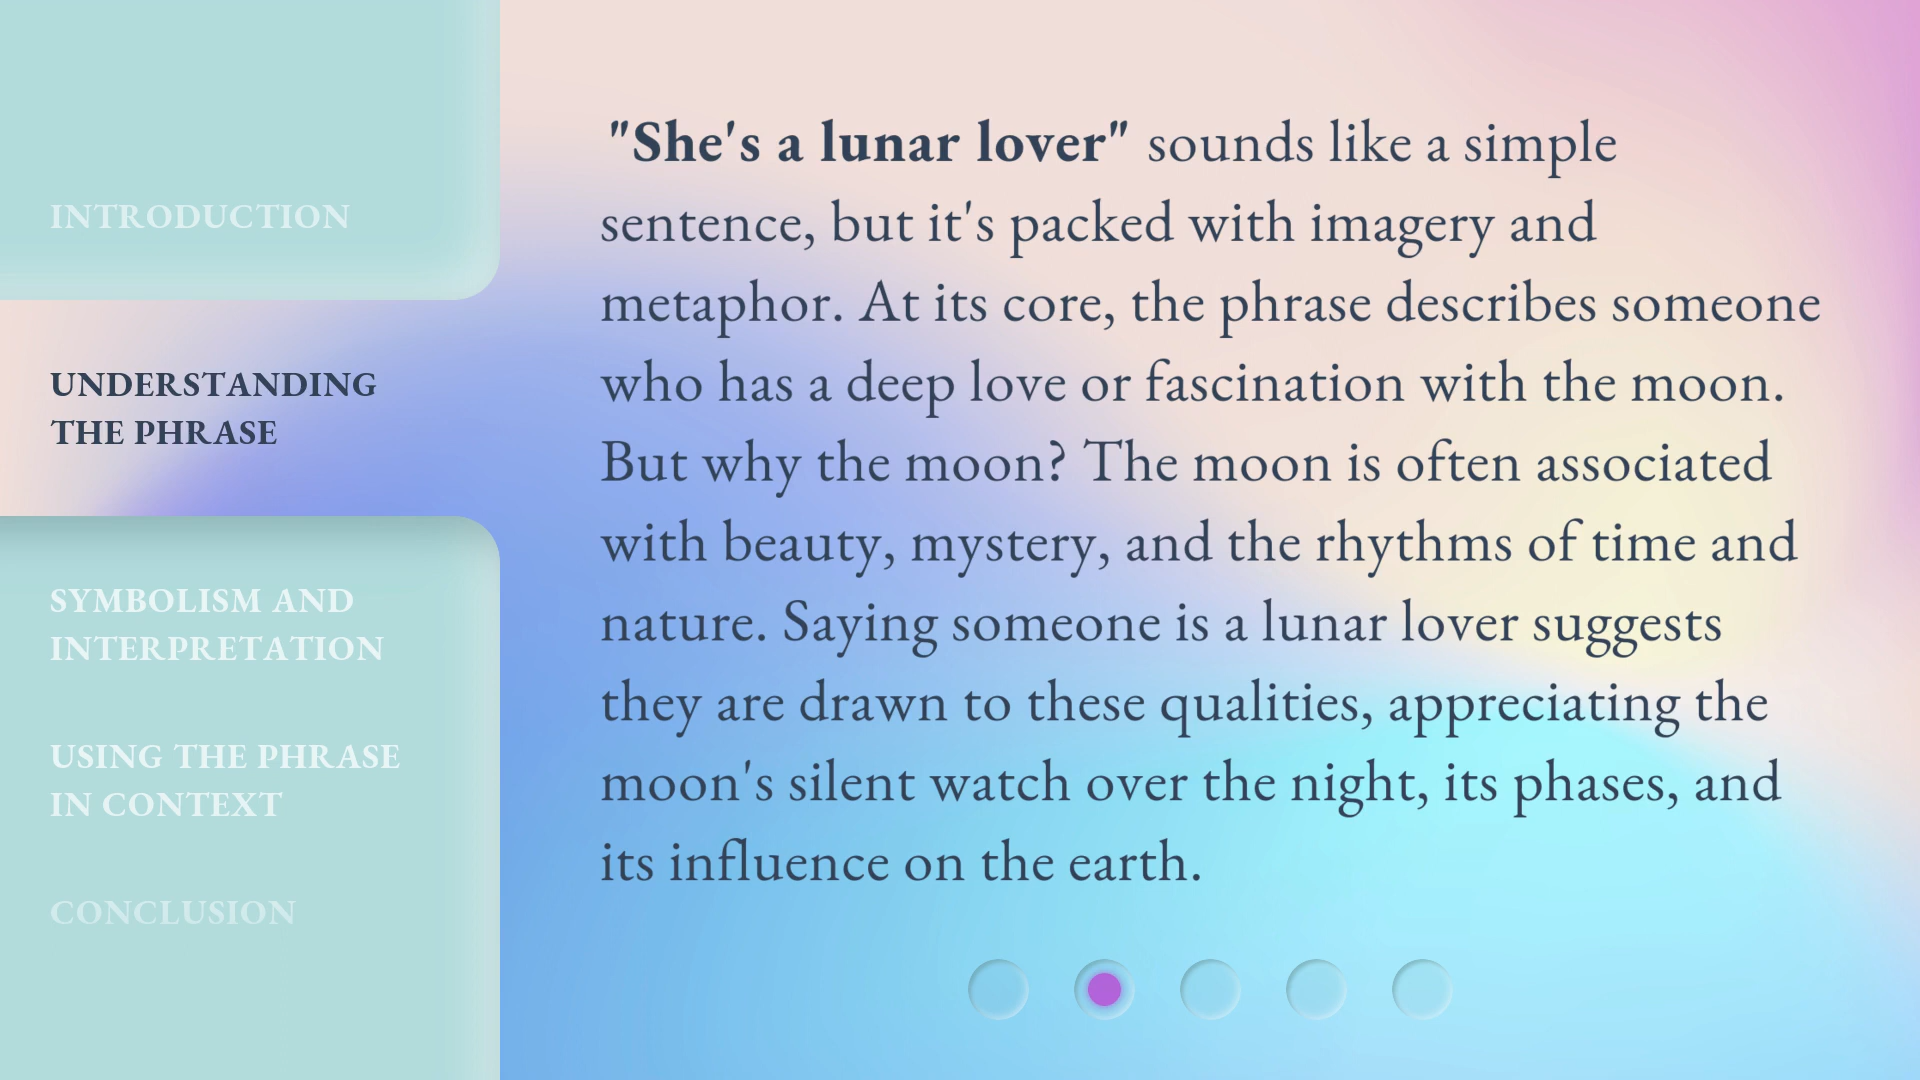 INTRODUCTION
UNDERSTANDING
THE PHRASE
SYMBOLISM AND
INTERPRETATION
USING THE PHRASE
IN CONTEXT
CONCLUSION
"She's a lunar lover" sounds like a simple
sentence, but it's packed with imagery and
metaphor. At its core, the phrase describes someone
who has a deep love or fascination with the moon.
But why the moon? The moon is often associated
with beauty, mystery, and the rhythms of time and
nature. Saying someone is a lunar lover suggests
they are drawn to these qualities, appreciating the
moon's silent watch over the night, its phases, and
its influence on the earth.